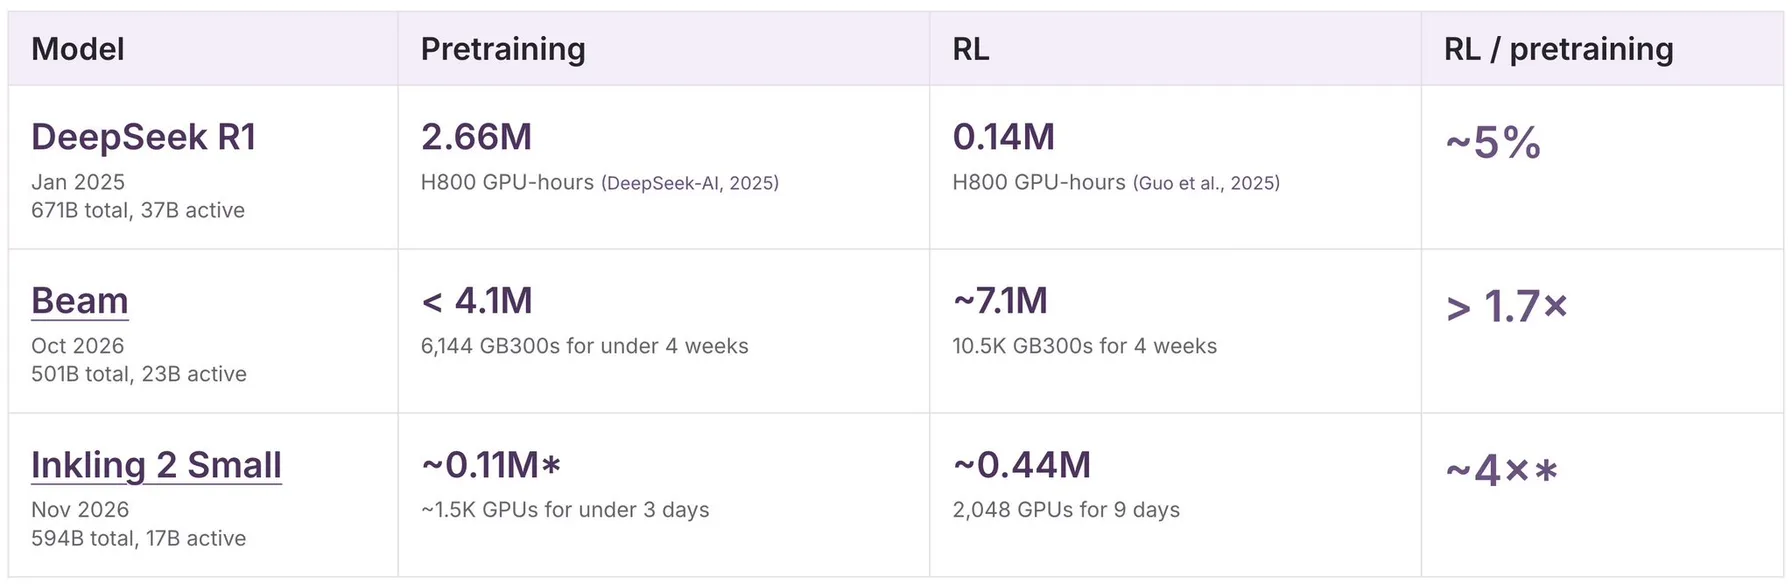 Model Pretraining RL RL / pretraining
DeepSeek R1 2.66M 0.14M ~5%
Jan 2025 H800 GPU-hours (DeepSeek-AI, 2025) H800 GPU-hours (Guo et al., 2025)
671B total, 37B active
Beam < 4.1M ~7.1M > 1.7×
Oct 2026 6,144 GB300s for under 4 weeks 10.5K GB300s for 4 weeks
501B total, 23B active
Inkling 2 Small ~0.11M* ~0.44M ~4×*
Nov 2026 ~1.5K GPUs for under 3 days 2,048 GPUs for 9 days
594B total, 17B active